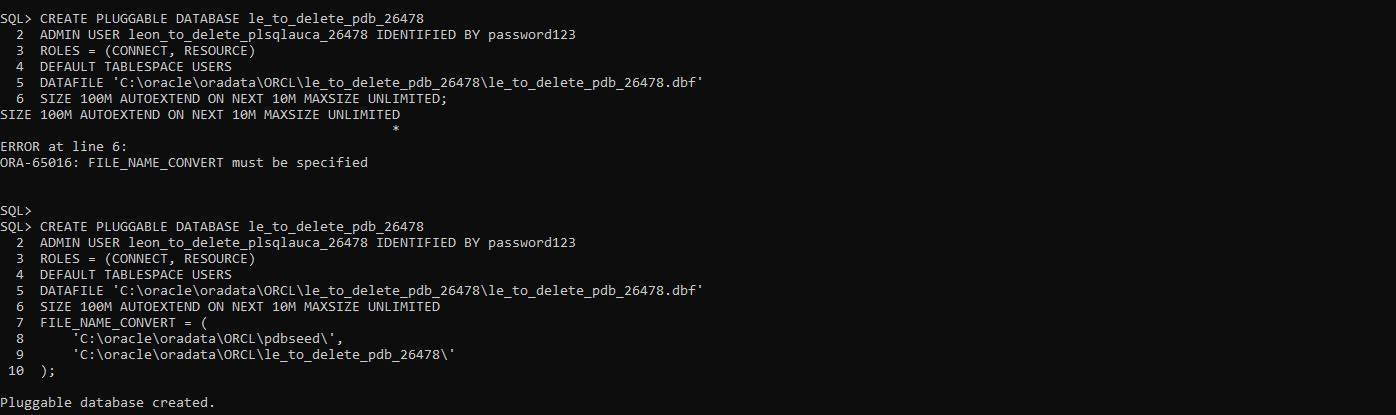 SQL> CREATE PLUGGABLE DATABASE le_to_delete_pdb_26478
  2  ADMIN USER leon_to_delete_plsqlauca_26478 IDENTIFIED BY password123
  3  ROLES = (CONNECT, RESOURCE)
  4  DEFAULT TABLESPACE USERS
  5  DATAFILE 'C:\oracle\oradata\ORCL\le_to_delete_pdb_26478\le_to_delete_pdb_26478.dbf'
  6  SIZE 100M AUTOEXTEND ON NEXT 10M MAXSIZE UNLIMITED;
SIZE 100M AUTOEXTEND ON NEXT 10M MAXSIZE UNLIMITED
                                                 *
ERROR at line 6:
ORA-65016: FILE_NAME_CONVERT must be specified


SQL>
SQL> CREATE PLUGGABLE DATABASE le_to_delete_pdb_26478
  2  ADMIN USER leon_to_delete_plsqlauca_26478 IDENTIFIED BY password123
  3  ROLES = (CONNECT, RESOURCE)
  4  DEFAULT TABLESPACE USERS
  5  DATAFILE 'C:\oracle\oradata\ORCL\le_to_delete_pdb_26478\le_to_delete_pdb_26478.dbf'
  6  SIZE 100M AUTOEXTEND ON NEXT 10M MAXSIZE UNLIMITED
  7  FILE_NAME_CONVERT = (
  8      'C:\oracle\oradata\ORCL\pdbseed\',
  9      'C:\oracle\oradata\ORCL\le_to_delete_pdb_26478\'
 10  );

Pluggable database created.